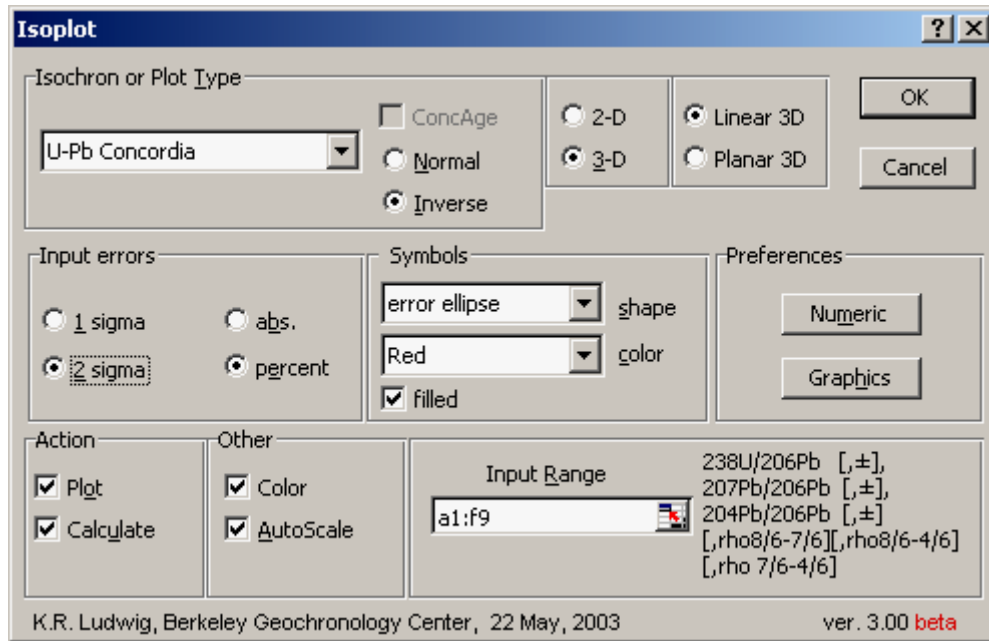 Isoplot
Isochron or Plot Type
U-Pb Concordia
ConcAge
Normal
Inverse
2-D
3-D
Linear 3D
Planar 3D
OK
Cancel
Input errors
1 sigma
abs.
2 sigma
percent
Symbols
error ellipse
shape
Red
color
filled
Preferences
Numeric
Graphics
Action
Plot
Calculate
Other
Color
AutoScale
Input Range
a1:f9
238U/206Pb [,±],
207Pb/206Pb [,±],
204Pb/206Pb [,±]
[,rho8/6-7/6][,rho8/6-4/6]
[,rho 7/6-4/6]
K.R. Ludwig, Berkeley Geochronology Center, 22 May, 2003
ver. 3.00 beta